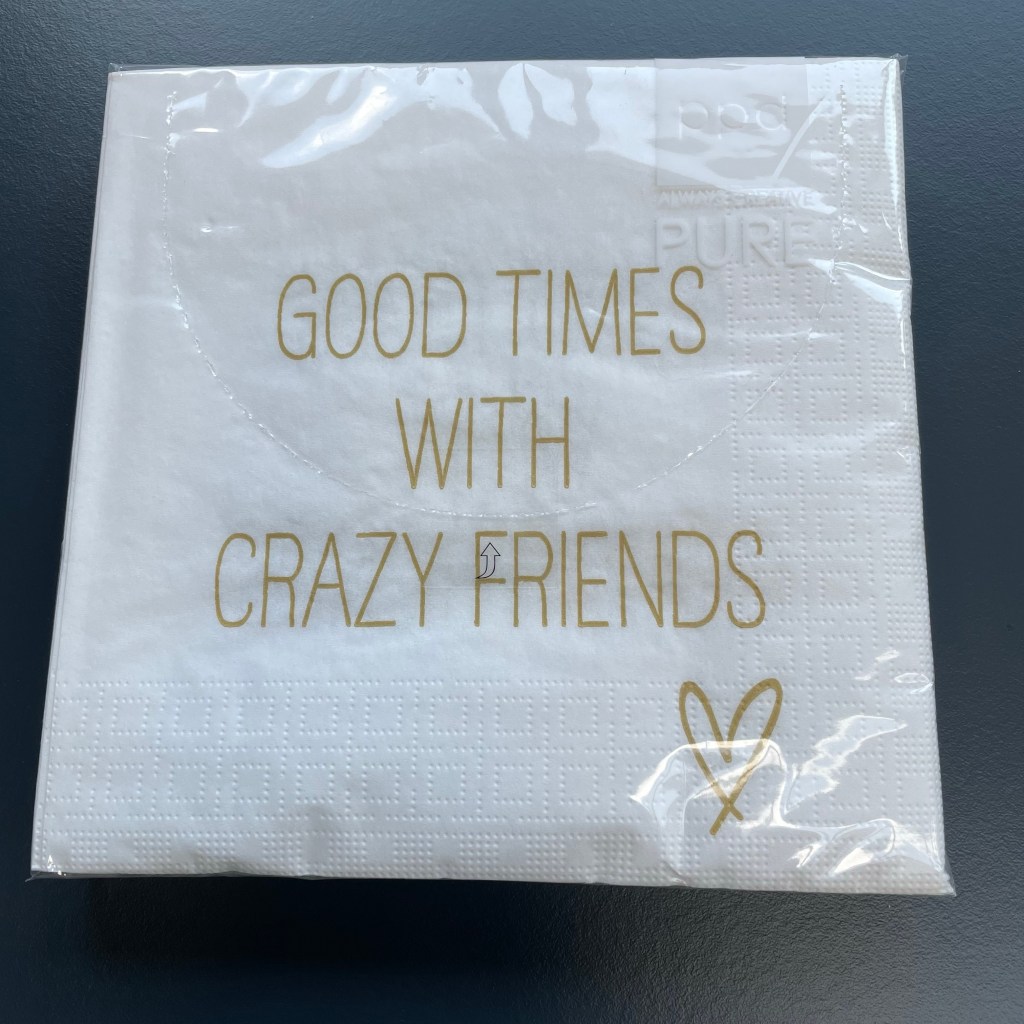 ppd
ALWAYS CREATIVE
PURE
GOOD TIMES
WITH
CRAZY FRIENDS